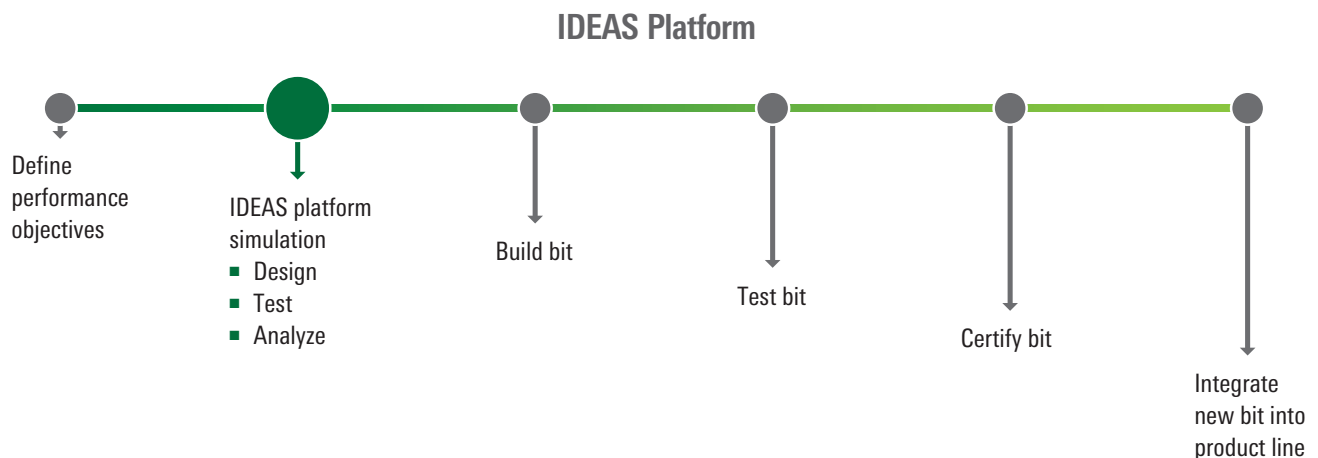 IDEAS Platform
Define
performance
objectives
IDEAS platform
simulation
■ Design
■ Test
■ Analyze
Build bit
Test bit
Certify bit
Integrate
new bit into
product line